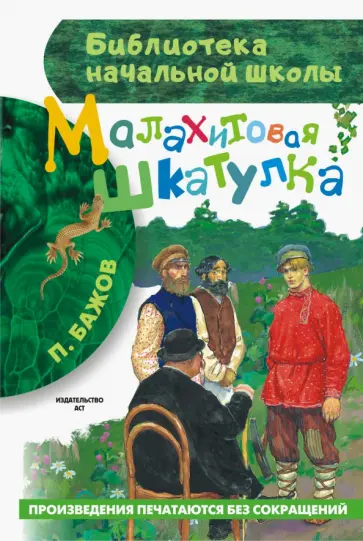 Библиотека
начальной школы
Малахитовая
шкатулка
П. БАЖОВ
ИЗДАТЕЛЬСТВО
АСТ
ПРОИЗВЕДЕНИЯ ПЕЧАТАЮТСЯ БЕЗ СОКРАЩЕНИЙ